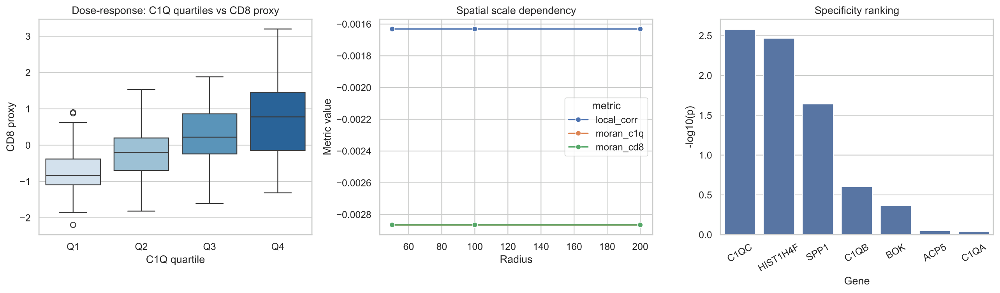 Dose-response: C1Q quartiles vs CD8 proxy
CD8 proxy
3
2
1
0
−1
−2
Q1 Q2 Q3 Q4
C1Q quartile
Spatial scale dependency
Metric value
−0.0016
−0.0018
−0.0020
−0.0022
−0.0024
−0.0026
−0.0028
metric
local_corr
moran_c1q
moran_cd8
60 80 100 120 140 160 180 200
Radius
Specificity ranking
-log10(p)
2.5
2.0
1.5
1.0
0.5
0.0
C1QC HIST1H4F SPP1 C1QB BOK ACP5 C1QA
Gene